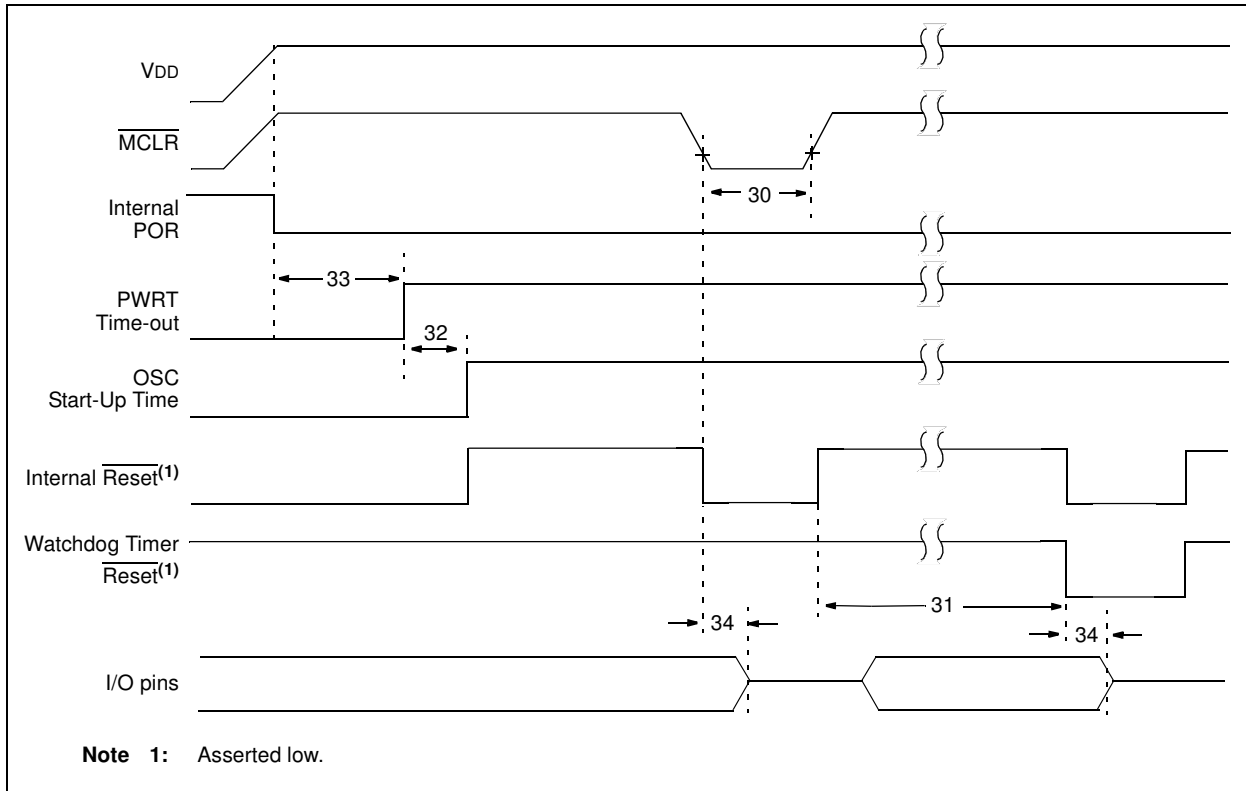 VDD
MCLR
Internal
POR
PWRT
Time-out
OSC
Start-Up Time
Internal Reset(1)
Watchdog Timer
Reset(1)
I/O pins
30
33
32
31
34
34
Note 1: Asserted low.